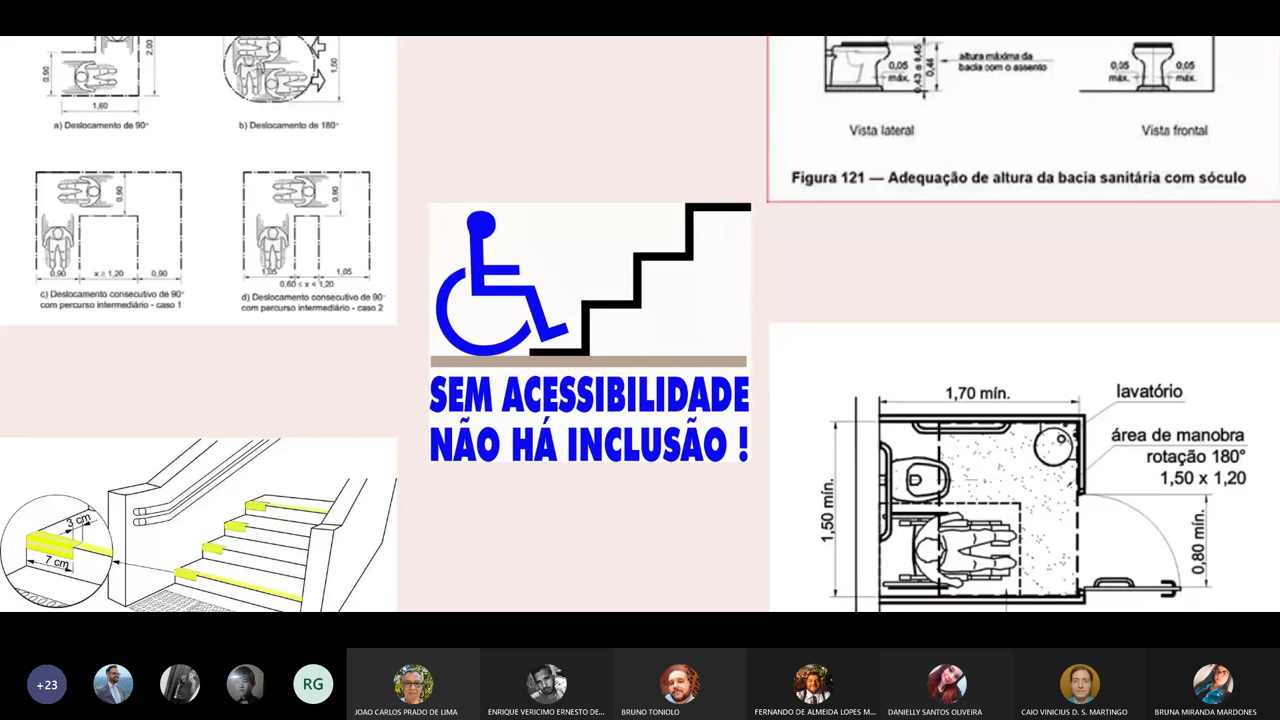 0,90
2,00
1,60
a) Deslocamento de 90°
1,50
b) Deslocamento de 180°
0,90
0,90
x ≥ 1,20
0,90
c) Deslocamento consecutivo de 90°
com percurso intermediário - caso 1
0,90
1,05
1,05
0,60 ≤ x < 1,20
d) Deslocamento consecutivo de 90°
com percurso intermediário - caso 2
SEM ACESSIBILIDADE
NÃO HÁ INCLUSÃO !
0,05
máx.
0,43
0,45
0,46
altura máxima da
bacia com o assento
0,05
máx.
0,05
máx.
Vista lateral
Vista frontal
Figura 121 — Adequação de altura da bacia sanitária com sóculo
3 cm
7 cm
1,70 mín.
lavatório
área de manobra
rotação 180°
1,50 x 1,20
1,50 mín.
0,80 mín.
+23
RG
JOAO CARLOS PRADO DE LIMA
ENRIQUE VERICIMO ERNESTO DE...
BRUNO TONIOLO
FERNANDO DE ALMEIDA LOPES M...
DANIELLY SANTOS OLIVEIRA
CAIO VINICIUS D. S. MARTINGO
BRUNA MIRANDA MARDONES